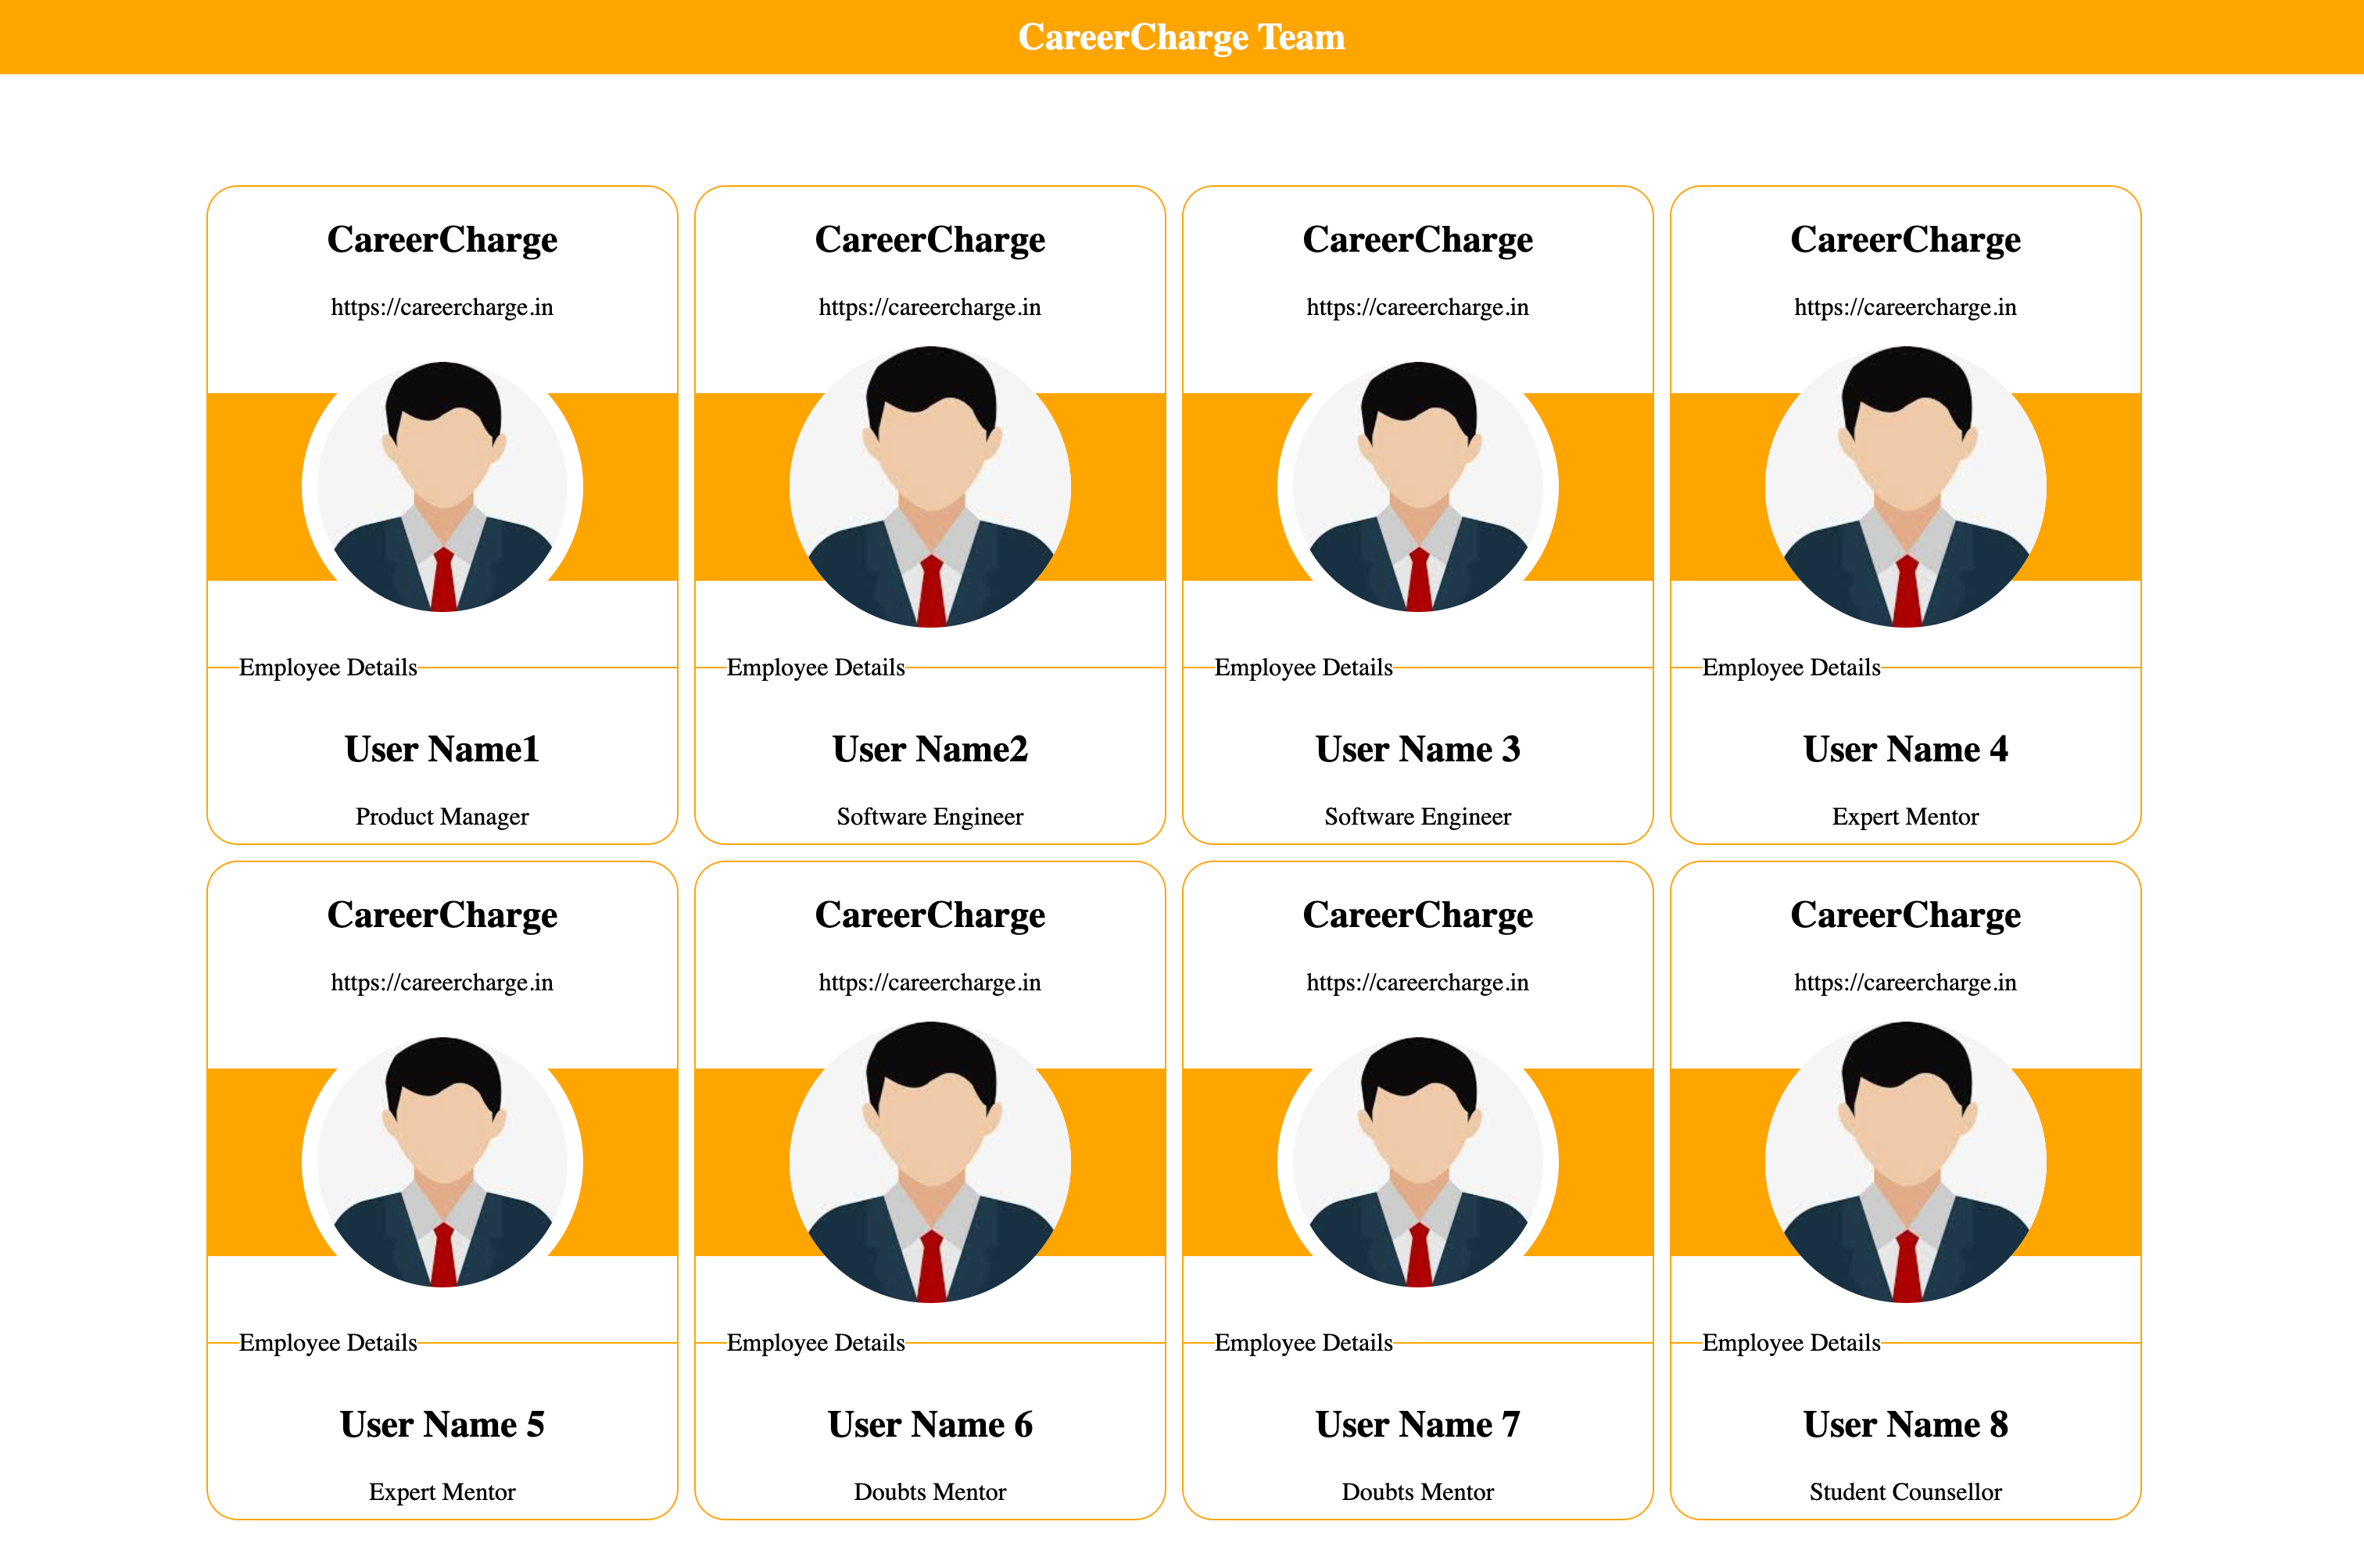 CareerCharge Team
CareerCharge
https://careercharge.in
Employee Details
User Name1
Product Manager
CareerCharge
https://careercharge.in
Employee Details
User Name2
Software Engineer
CareerCharge
https://careercharge.in
Employee Details
User Name 3
Software Engineer
CareerCharge
https://careercharge.in
Employee Details
User Name 4
Expert Mentor
CareerCharge
https://careercharge.in
Employee Details
User Name 5
Expert Mentor
CareerCharge
https://careercharge.in
Employee Details
User Name 6
Doubts Mentor
CareerCharge
https://careercharge.in
Employee Details
User Name 7
Doubts Mentor
CareerCharge
https://careercharge.in
Employee Details
User Name 8
Student Counsellor